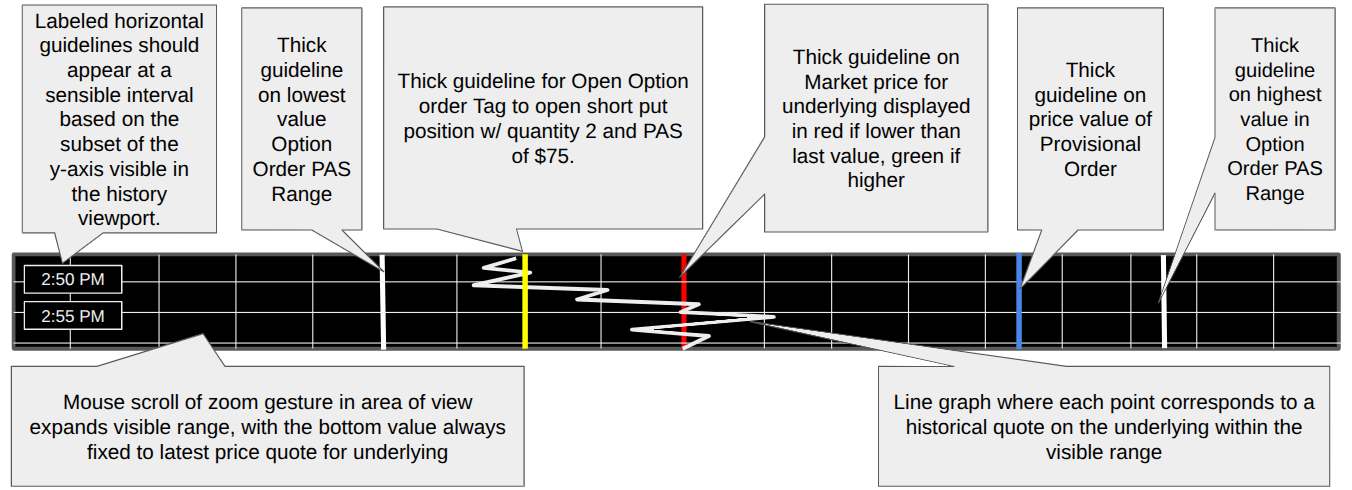 Labeled horizontal
guidelines should
appear at a
sensible interval
based on the
subset of the
y-axis visible in
the history
viewport.
Thick
guideline
on lowest
value
Option
Order PAS
Range
Thick guideline for Open Option
order Tag to open short put
position w/ quantity 2 and PAS
of $75.
Thick guideline on
Market price for
underlying displayed
in red if lower than
last value, green if
higher
Thick
guideline on
price value of
Provisional
Order
Thick
guideline
on highest
value in
Option
Order PAS
Range
2:50 PM
2:55 PM
Mouse scroll of zoom gesture in area of view
expands visible range, with the bottom value always
fixed to latest price quote for underlying
Line graph where each point corresponds to a
historical quote on the underlying within the
visible range